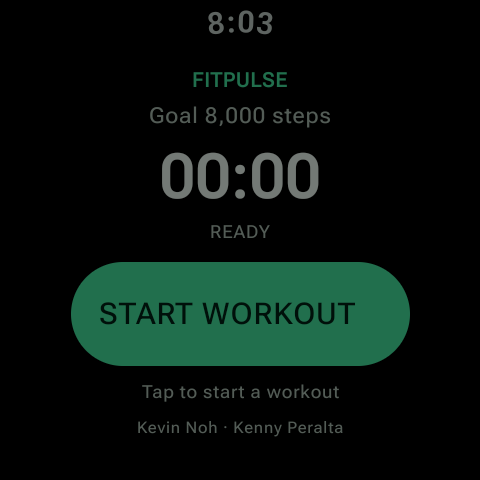 8:03
FITPULSE
Goal 8,000 steps
00:00
READY
START WORKOUT
Tap to start a workout
Kevin Noh · Kenny Peralta